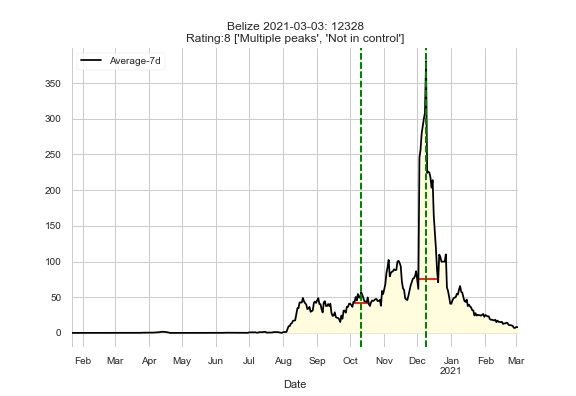 Belize 2021-03-03: 12328
Rating:8 ['Multiple peaks', 'Not in control']
Average-7d
350
300
250
200
150
100
50
0
Feb Mar Apr May Jun Jul Aug Sep Oct Nov Dec Jan Feb Mar
2021
Date